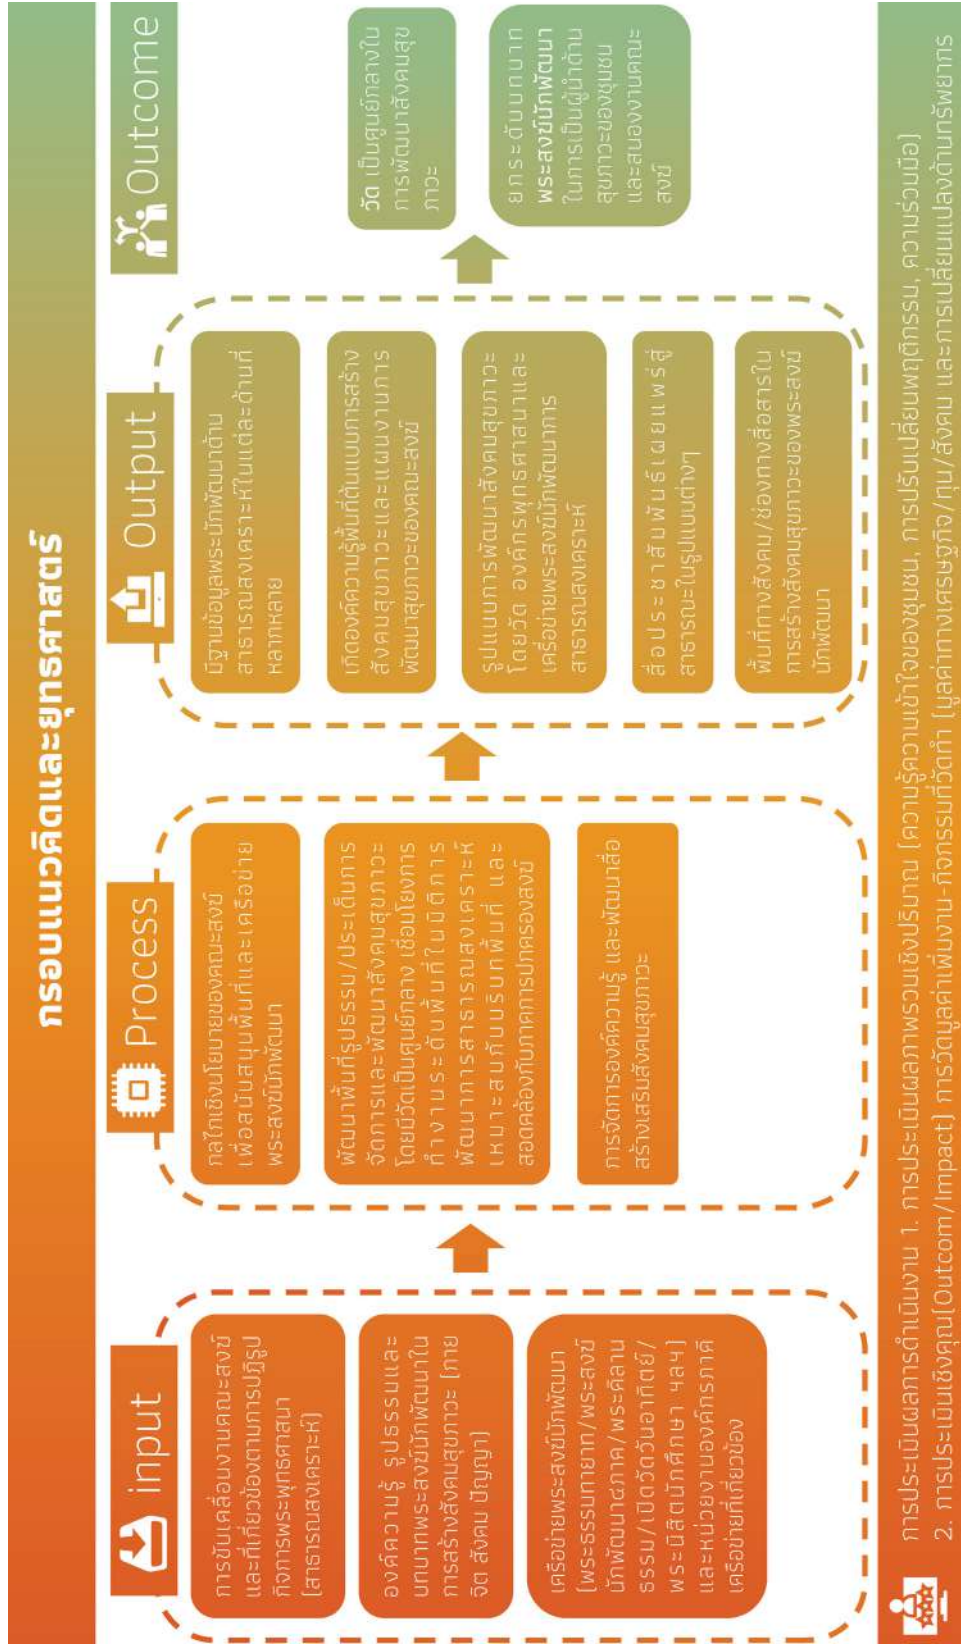 กรอบแนวคิดและยุทธศาสตร์
input
การขับเคลื่อนงานคณะสงฆ์
และที่เกี่ยวข้องตามการปฏิรูป
กิจการพระพุทธศาสนา
(สาธารณสงเคราะห์)
องค์ความรู้ รูปธรรมและ
บทบาทพระสงฆ์นักพัฒนาใน
การสร้างสังคมสุขภาวะ (กาย
จิต สังคม ปัญญา)
เครือข่ายพระสงฆ์นักพัฒนา
(พระธรรมทายาท/พระสงฆ์
นักพัฒนา๔ภาค/พระคิลาน
ธรรม/เปิดวัดวันอาทิตย์/
พระนิสิตนักศึกษา ฯลฯ)
และหน่วยงานองค์กรภาคี
เครือข่ายที่เกี่ยวข้อง
Process
กลไกเชิงนโยบายของคณะสงฆ์
เพื่อสนับสนุนพื้นที่และเครือข่าย
พระสงฆ์นักพัฒนา
พัฒนาพื้นที่รูปธรรม/ประเด็นการ
จัดการและพัฒนาสังคมสุขภาวะ
โดยมีวัดเป็นศูนย์กลาง เชื่อมโยงการ
ทำงานระดับพื้นที่ในมิติการ
พัฒนาการสาธารณสงเคราะห์
เหมาะสมกับบริบทพื้นที่ และ
สอดคล้องกับภาคการปกครองสงฆ์
การจัดการองค์ความรู้ และพัฒนาสื่อ
สร้างเสริมสังคมสุขภาวะ
Output
มีฐานข้อมูลพระนักพัฒนาด้าน
สาธารณสงเคราะห์ในแต่ละด้านที่
หลากหลาย
เกิดองค์ความรู้พื้นที่ต้นแบบการสร้าง
สังคมสุขภาวะและแผนงานการ
พัฒนาสุขภาวะของคณะสงฆ์
รูปแบบการพัฒนาสังคมสุขภาวะ
โดยวัด องค์กรพุทธศาสนาและ
เครือข่ายพระสงฆ์นักพัฒนาการ
สาธารณสงเคราะห์
สื่อประชาสัมพันธ์เผยแพร่สู่
สาธารณะในรูปแบบต่างๆ
พื้นที่ทางสังคม/ช่องทางสื่อสารใน
การสร้างสังคมสุขภาวะของพระสงฆ์
นักพัฒนา
Outcome
วัด เป็นศูนย์กลางใน
การพัฒนาสังคมสุข
ภาวะ
ยกระดับบทบาท
พระสงฆ์นักพัฒนา
ในการเป็นผู้นำด้าน
สุขภาวะของชุมชน
และสนองงานคณะ
สงฆ์
การประเมินผลการดำเนินงาน 1. การประเมินผลภาพรวมเชิงปริมาณ (ความรู้ความเข้าใจของชุมชน, การปรับเปลี่ยนพฤติกรรม, ความร่วมมือ)
2. การประเมินเชิงคุณ(Outcom/Impact) การวัดมูลค่าเพิ่มงาน-กิจกรรมที่วัดทำ (มูลค่าทางเศรษฐกิจ/ทุน/สังคม และการเปลี่ยนแปลงด้านทรัพยากร